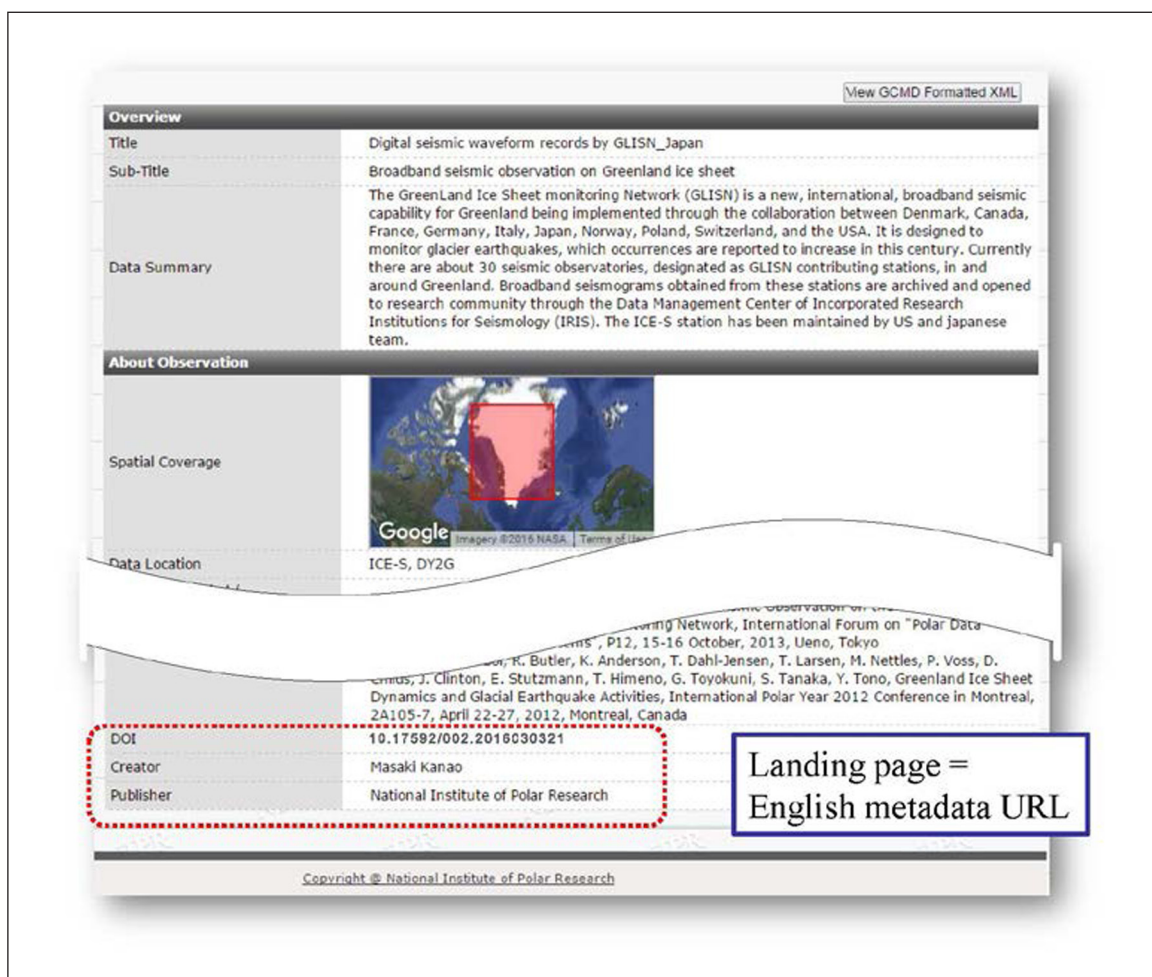 View GCMD Formatted XML
Overview
Title Digital seismic waveform records by GLISN_Japan
Sub-Title Broadband seismic observation on Greenland ice sheet
The GreenLand Ice Sheet monitoring Network (GLISN) is a new, international, broadband seismic
capability for Greenland being implemented through the collaboration between Denmark, Canada,
France, Germany, Italy, Japan, Norway, Poland, Switzerland, and the USA. It is designed to
monitor glacier earthquakes, which occurrences are reported to increase in this century. Currently
Data Summary there are about 30 seismic observatories, designated as GLISN contributing stations, in and
around Greenland. Broadband seismograms obtained from these stations are archived and opened
to research community through the Data Management Center of Incorporated Research
Institutions for Seismology (IRIS). The ICE-S station has been maintained by US and japanese
team.
About Observation
Spatial Coverage
Google Imagery ©2016 NASA Terms of Use
Data Location ICE-S, DY2G
Observation on
Network, International Forum on "Polar Data
P12, 15-16 October, 2013, Ueno, Tokyo
R. Butler, K. Anderson, T. Dahl-Jensen, T. Larsen, M. Nettles, P. Voss, D.
Childs, J. Clinton, E. Stutzmann, T. Himeno, G. Toyokuni, S. Tanaka, Y. Tono, Greenland Ice Sheet
Dynamics and Glacial Earthquake Activities, International Polar Year 2012 Conference in Montreal,
2A105-7, April 22-27, 2012, Montreal, Canada
DOI 10.17592/002.2016030321
Creator Masaki Kanao
Publisher National Institute of Polar Research
Landing page =
English metadata URL
Copyright @ National Institute of Polar Research